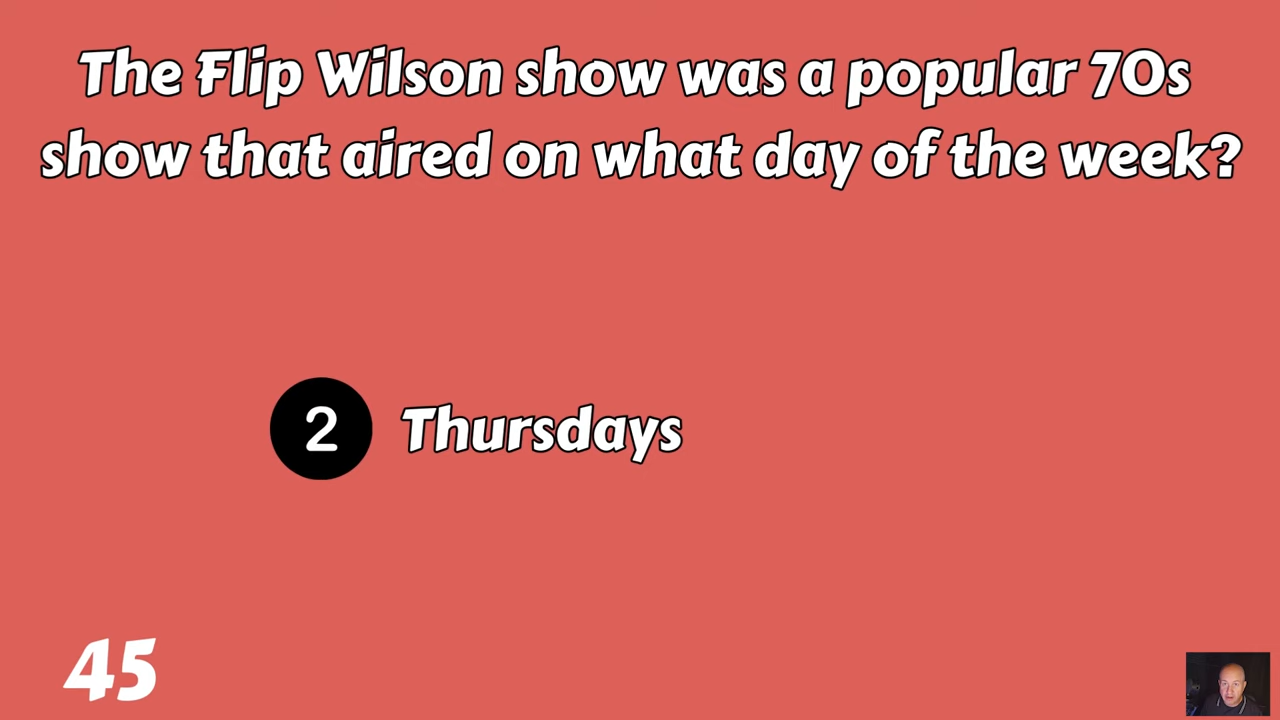 The Flip Wilson show was a popular 70s
show that aired on what day of the week?
2 Thursdays
45